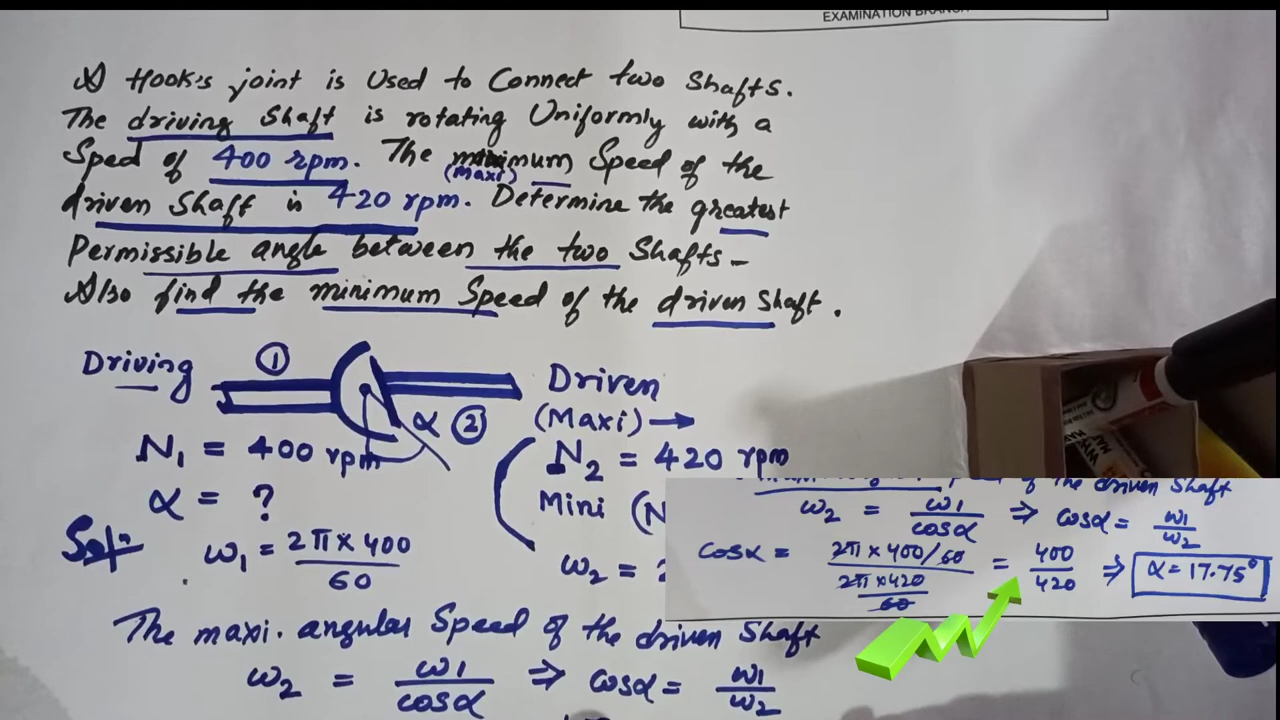 EXAMINATION BRANCH
A Hook's joint is Used to Connect two Shafts.
The driving Shaft is rotating Uniformly with a
Sped of 400 rpm. The minimum Speed of the
(Maxi)
driven Shaft is 420 rpm. Determine the greatest
Permissible angle between the two Shafts-
Also find the minimum Speed of the driven Shaft.
Driving ① Driven
α ② (Maxi) →
N₁ = 400 rpm N₂ = 420 rpm
α = ? Mini (N
Solⁿ. ω₁ = 2π × 400 / 60 ω₂ =
of the driven Shaft
ω₂ = ω₁ / cosα ⇒ cosα = ω₁ / ω₂
cosα = (2π × 400/60) / (2π × 420 / 60) = 400 / 420 ⇒ α = 17.75°
The maxi. angular Speed of the driven Shaft
ω₂ = ω₁ / cosα ⇒ cosα = ω₁ / ω₂